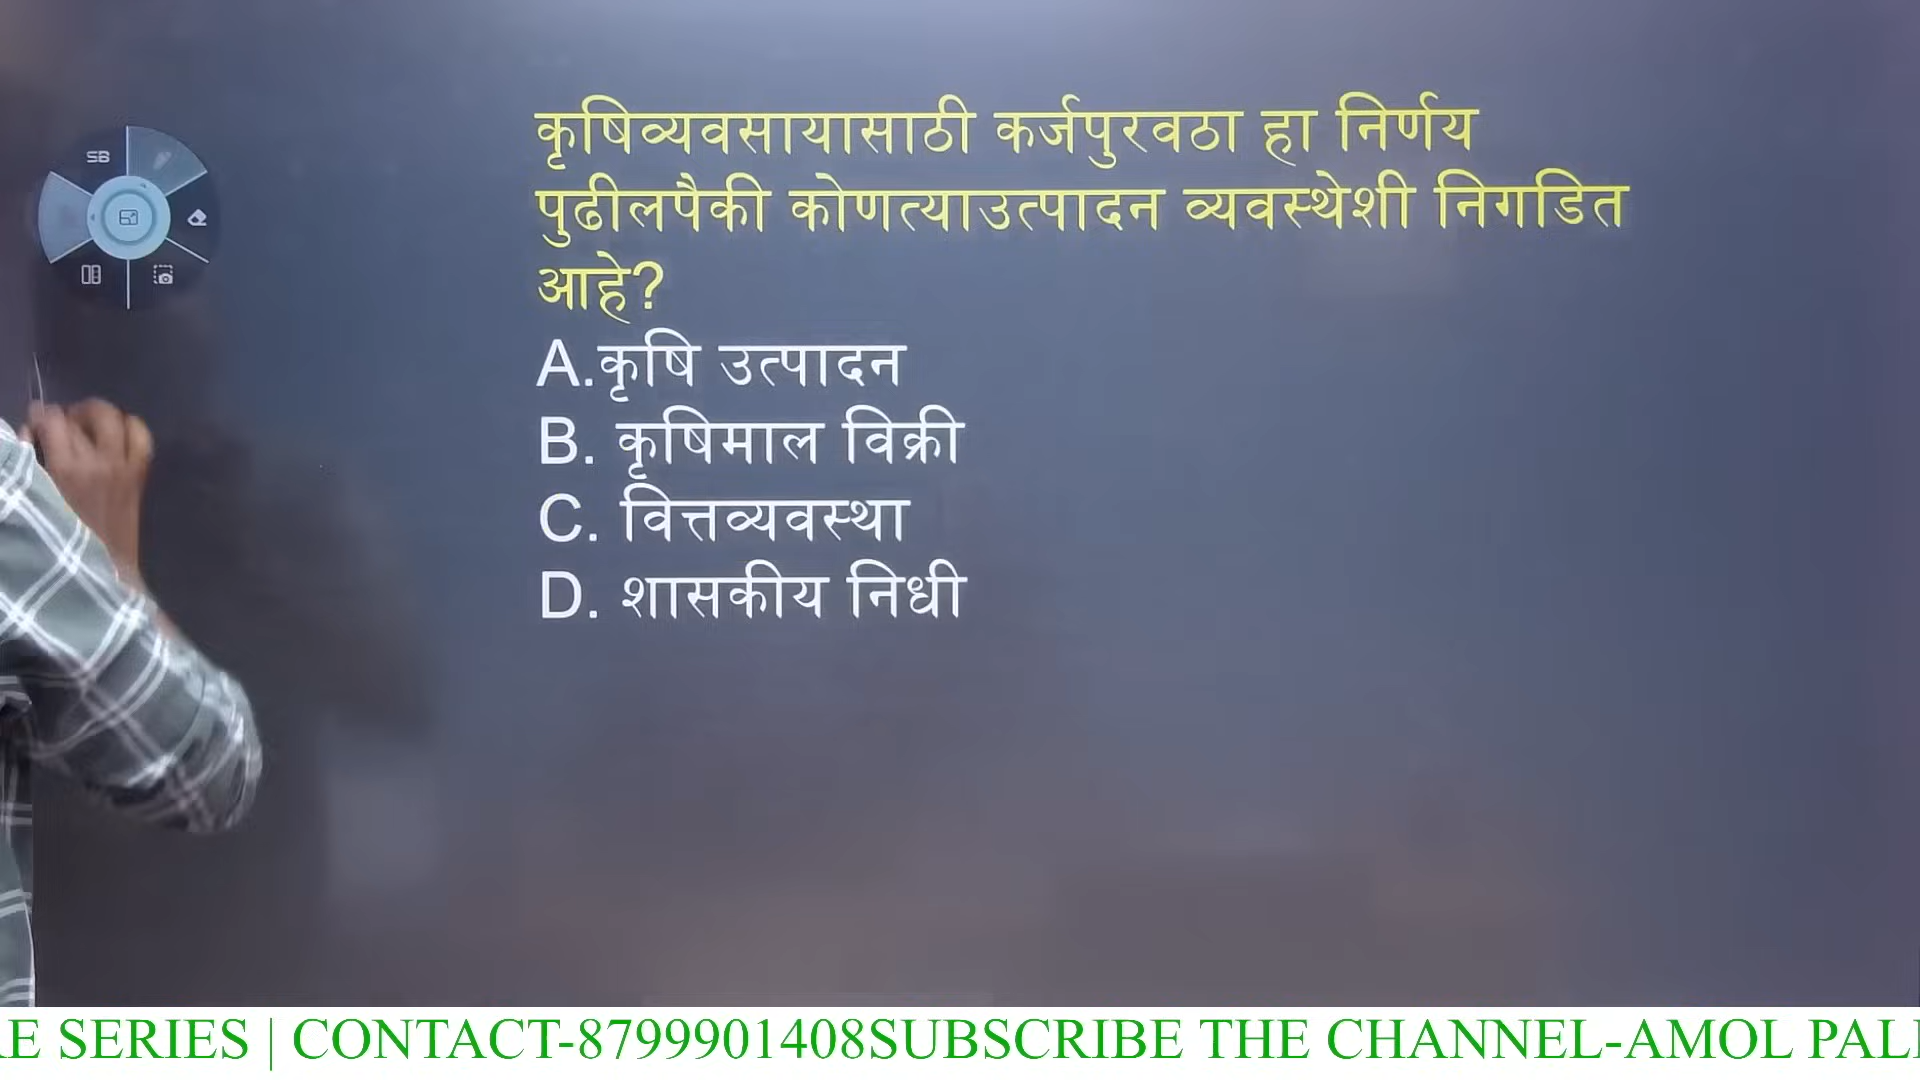 SB
कृषिव्यवसायासाठी कर्जपुरवठा हा निर्णय
पुढीलपैकी कोणत्याउत्पादन व्यवस्थेशी निगडित
आहे?
A.कृषि उत्पादन
B. कृषिमाल विक्री
C. वित्तव्यवस्था
D. शासकीय निधी
RE SERIES | CONTACT-8799901408SUBSCRIBE THE CHANNEL-AMOL PAL